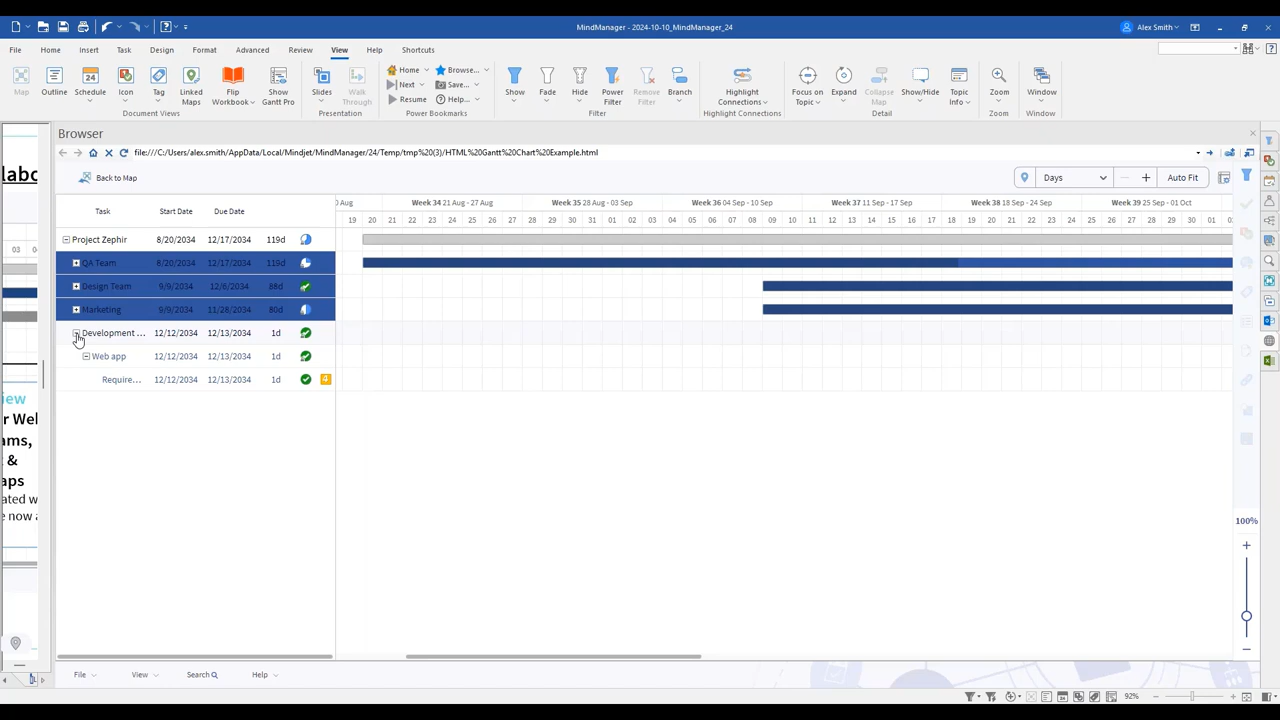 MindManager - 2024-10-10_MindManager_24
Alex Smith
File Home Insert Task Design Format Advanced Review View Help Shortcuts
Map Outline Schedule Icon Tag Linked Maps Flip Workbook Show Gantt Pro
Document Views
Slides Walk Through
Presentation
Home Browse...
Next Save...
Resume Help...
Power Bookmarks
Show Fade Hide Power Filter Remove Filter Branch
Filter
Highlight Connections
Highlight Connections
Focus on Topic Expand Collapse Map Show/Hide Topic Info
Detail
Zoom
Zoom
Window
Window
Browser
file:///C:/Users/alex.smith/AppData/Local/Mindjet/MindManager/24/Temp/tmp%20(3)/HTML%20Gantt%20Chart%20Example.html
Back to Map
Days
Auto Fit
Task Start Date Due Date
Aug Week 34 21 Aug - 27 Aug Week 35 28 Aug - 03 Sep Week 36 04 Sep - 10 Sep Week 37 11 Sep - 17 Sep Week 38 18 Sep - 24 Sep Week 39 25 Sep - 01 Oct
19 20 21 22 23 24 25 26 27 28 29 30 31 01 02 03 04 05 06 07 08 09 10 11 12 13 14 15 16 17 18 19 20 21 22 23 24 25 26 27 28 29 30 01
Project Zephir 8/20/2034 12/17/2034 119d
QA Team 8/20/2034 12/17/2034 119d
Design Team 9/9/2034 12/6/2034 88d
Marketing 9/9/2034 11/28/2034 80d
Development ... 12/12/2034 12/13/2034 1d
Web app 12/12/2034 12/13/2034 1d
Require... 12/12/2034 12/13/2034 1d 4
labo
03 04
iew
r Wel
ams,
t &
aps
ated w
e now a
100%
File View Search Help
92%